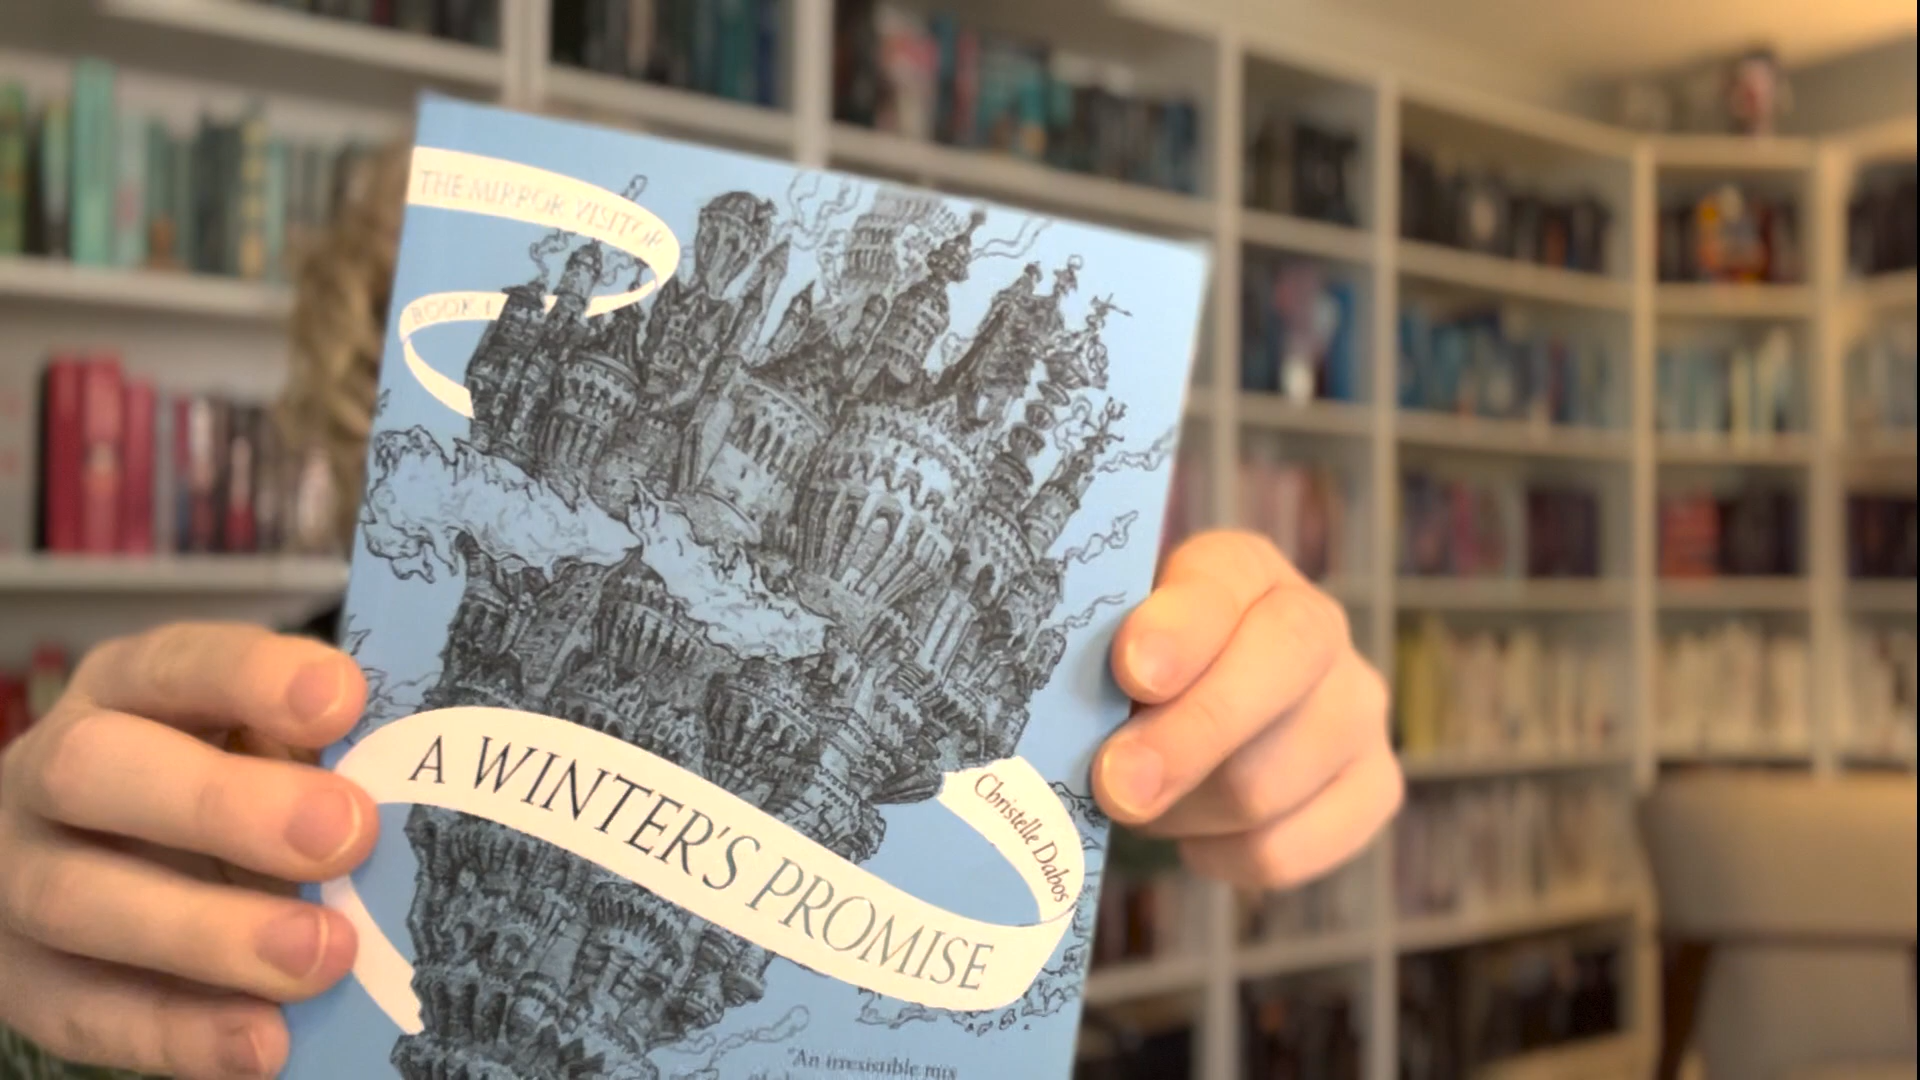 THE MIRROR VISITOR
BOOK 1
A WINTER'S PROMISE
Christelle Dabos
"An irresistible mix